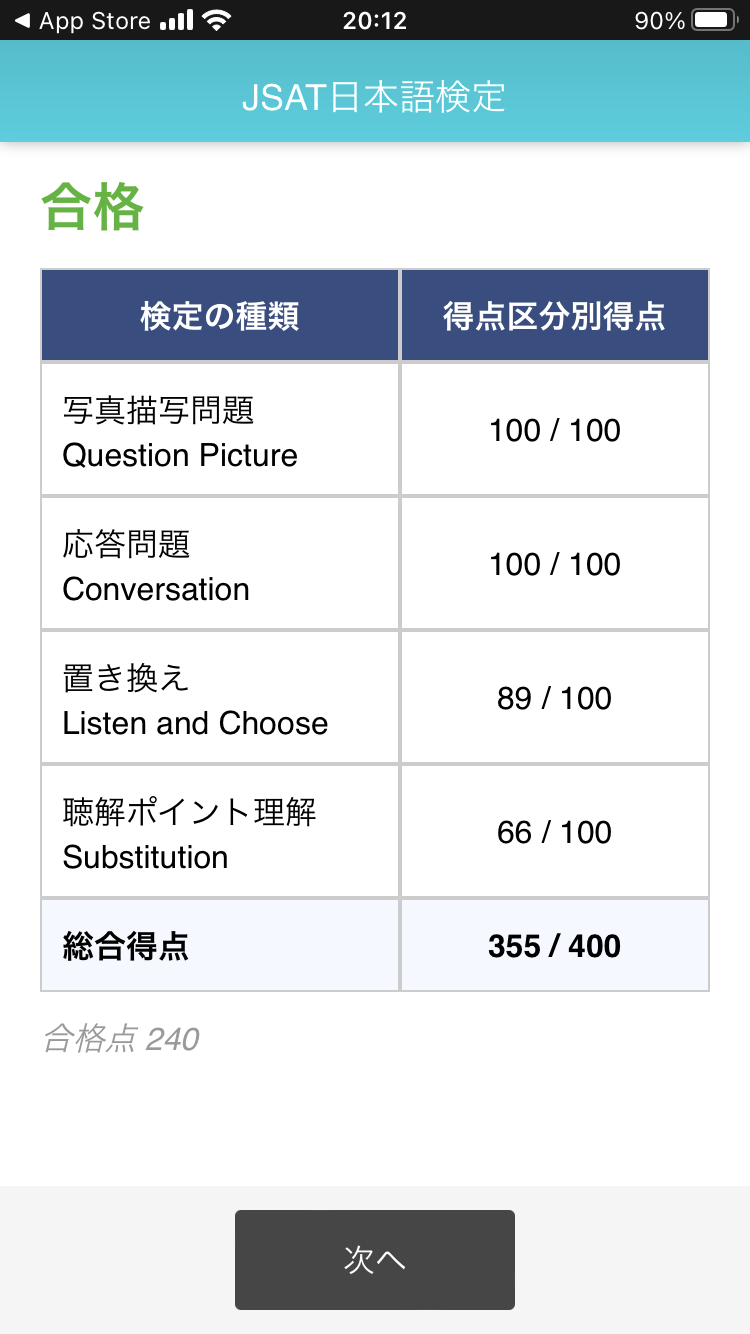 App Store
20:12
90%
JSAT日本語検定
合格
検定の種類
得点区分別得点
写真描写問題
Question Picture
100 / 100
応答問題
Conversation
100 / 100
置き換え
Listen and Choose
89 / 100
聴解ポイント理解
Substitution
66 / 100
総合得点
355 / 400
合格点 240
次へ